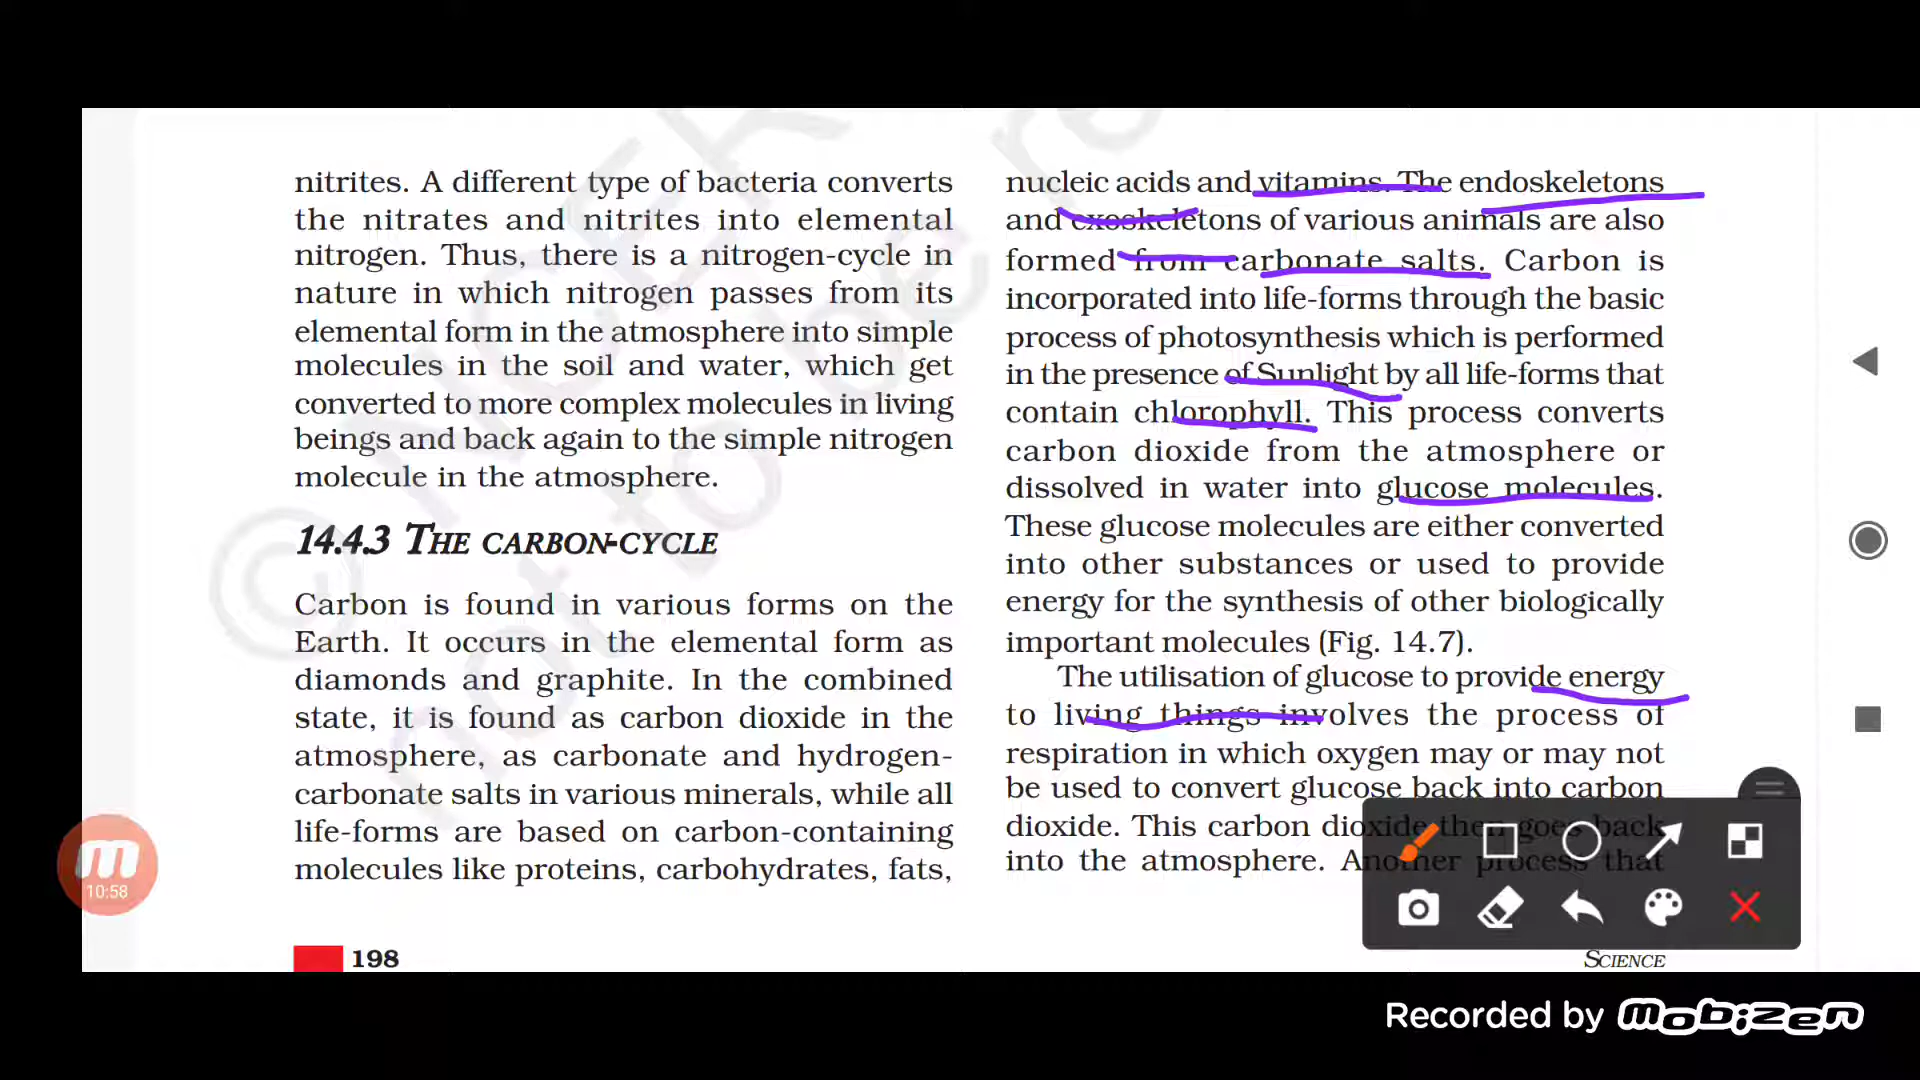 nitrites. A different type of bacteria converts
the nitrates and nitrites into elemental
nitrogen. Thus, there is a nitrogen-cycle in
nature in which nitrogen passes from its
elemental form in the atmosphere into simple
molecules in the soil and water, which get
converted to more complex molecules in living
beings and back again to the simple nitrogen
molecule in the atmosphere.
14.4.3 THE CARBON-CYCLE
Carbon is found in various forms on the
Earth. It occurs in the elemental form as
diamonds and graphite. In the combined
state, it is found as carbon dioxide in the
atmosphere, as carbonate and hydrogen-
carbonate salts in various minerals, while all
life-forms are based on carbon-containing
molecules like proteins, carbohydrates, fats,
198
nucleic acids and vitamins. The endoskeletons
and exoskeletons of various animals are also
formed from carbonate salts. Carbon is
incorporated into life-forms through the basic
process of photosynthesis which is performed
in the presence of Sunlight by all life-forms that
contain chlorophyll. This process converts
carbon dioxide from the atmosphere or
dissolved in water into glucose molecules.
These glucose molecules are either converted
into other substances or used to provide
energy for the synthesis of other biologically
important molecules (Fig. 14.7).
The utilisation of glucose to provide energy
to living things involves the process of
respiration in which oxygen may or may not
be used to convert glucose back into carbon
dioxide. This carbon dioxide then goes back
into the atmosphere. Another process that
SCIENCE
10:58
Recorded by mobizen
© NCER
not to be re